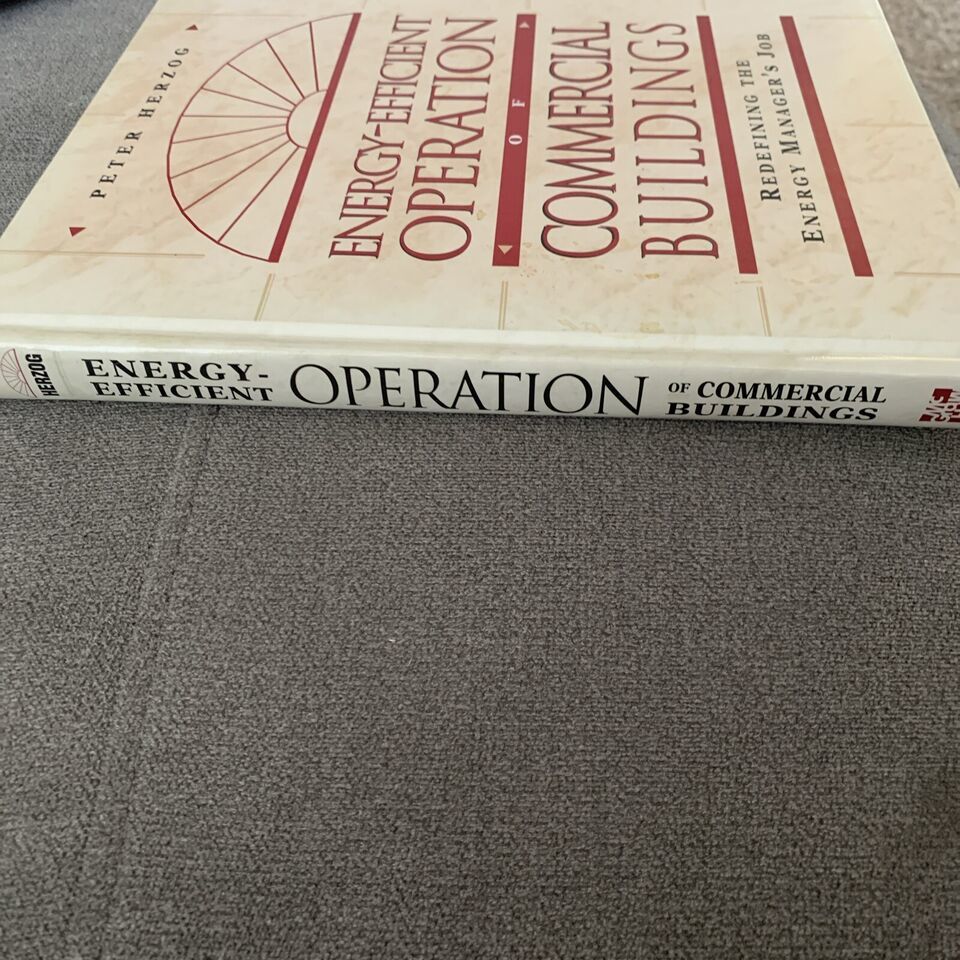 PETER HERZOG
ENERGY-EFFICIENT
OPERATION
OF
COMMERCIAL
BUILDINGS
REDEFINING THE
ENERGY MANAGER'S JOB
HERZOG
ENERGY-
EFFICIENT
OPERATION
OF COMMERCIAL
BUILDINGS